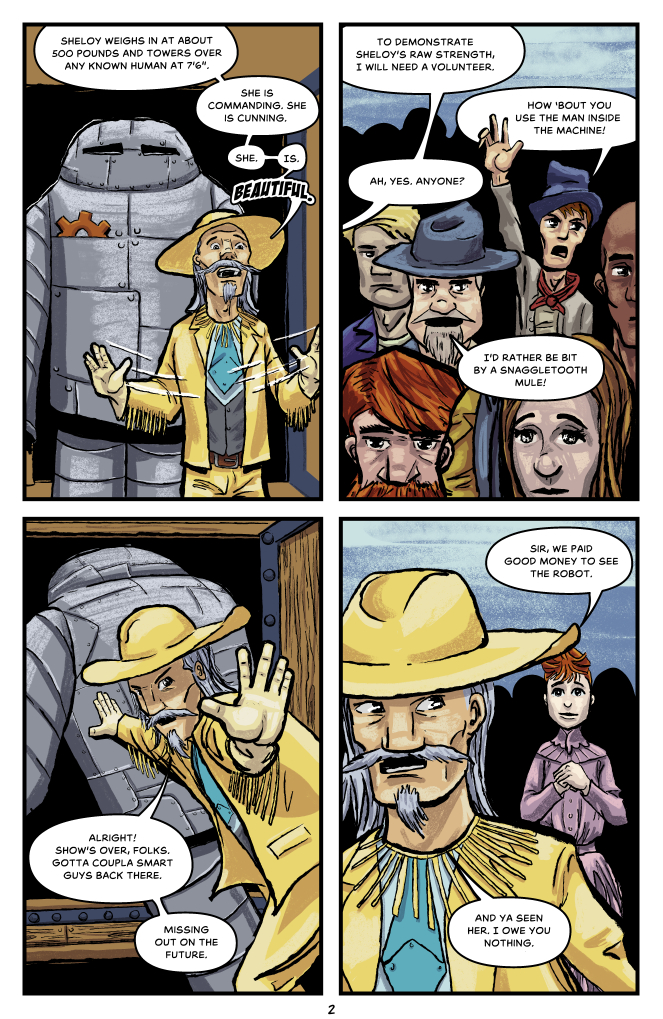 SHELOY WEIGHS IN AT ABOUT
500 POUNDS AND TOWERS OVER
ANY KNOWN HUMAN AT 7'6".
SHE IS
COMMANDING. SHE
IS CUNNING.
SHE. IS.
BEAUTIFUL.
TO DEMONSTRATE
SHELOY'S RAW STRENGTH,
I WILL NEED A VOLUNTEER.
HOW 'BOUT YOU
USE THE MAN INSIDE
THE MACHINE!
AH, YES. ANYONE?
I'D RATHER BE BIT
BY A SNAGGLETOOTH
MULE!
ALRIGHT!
SHOW'S OVER, FOLKS.
GOTTA COUPLA SMART
GUYS BACK THERE.
MISSING
OUT ON THE
FUTURE.
SIR, WE PAID
GOOD MONEY TO SEE
THE ROBOT.
AND YA SEEN
HER. I OWE YOU
NOTHING.
2